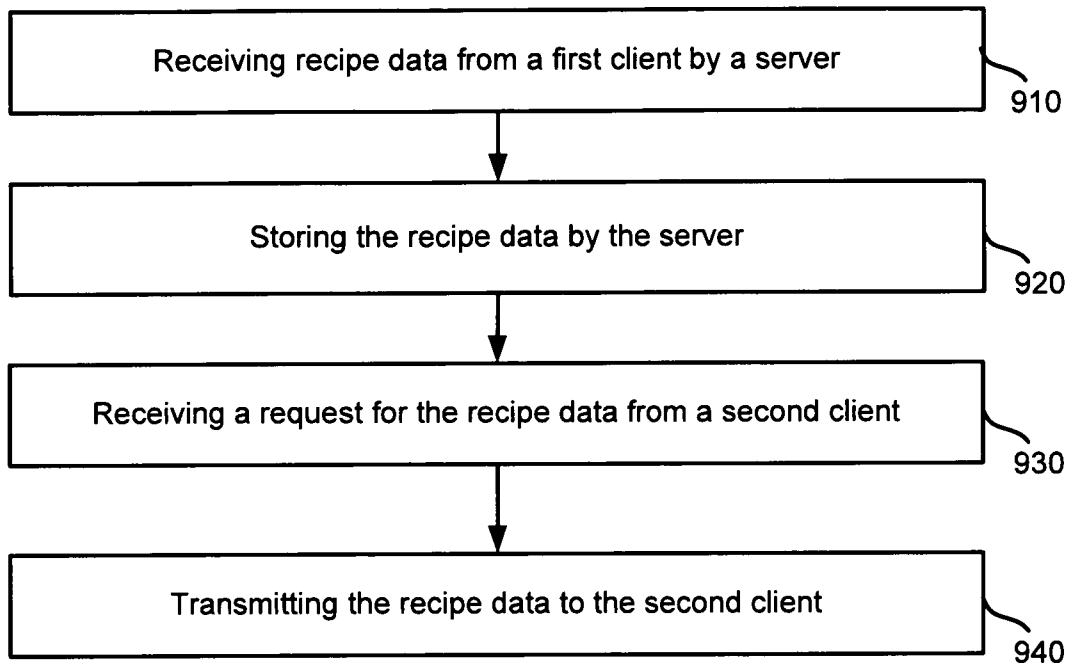 Receiving recipe data from a first client by a server
910
Storing the recipe data by the server
920
Receiving a request for the recipe data from a second client
930
Transmitting the recipe data to the second client
940